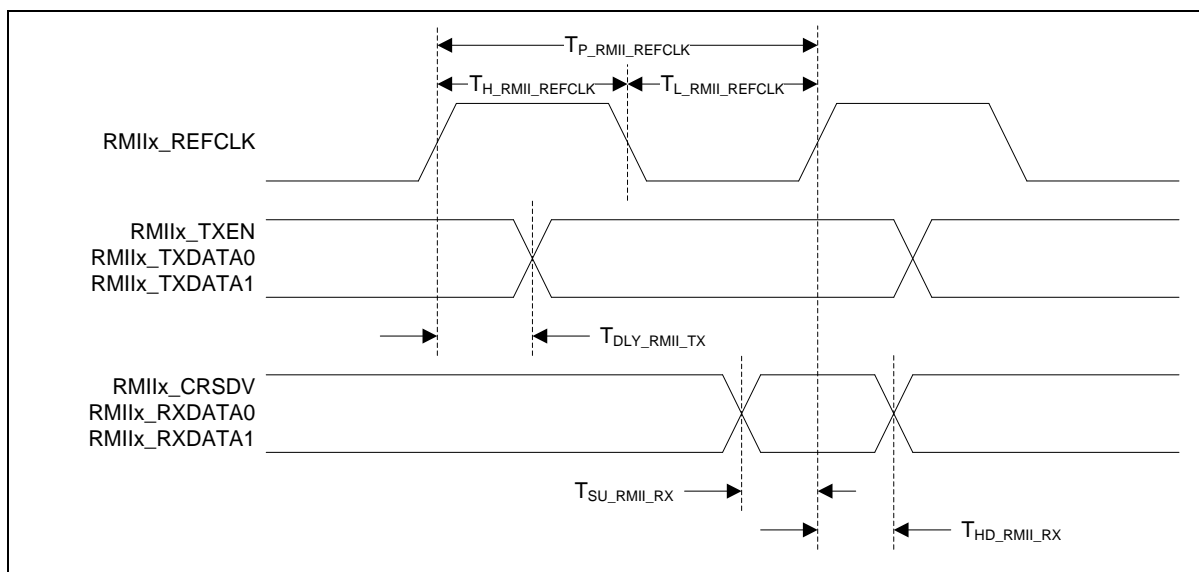 TP_RMII_REFCLK
TH_RMII_REFCLK TL_RMII_REFCLK
RMIIx_REFCLK
RMIIx_TXEN
RMIIx_TXDATA0
RMIIx_TXDATA1
TDLY_RMII_TX
RMIIx_CRSDV
RMIIx_RXDATA0
RMIIx_RXDATA1
TSU_RMII_RX
THD_RMII_RX